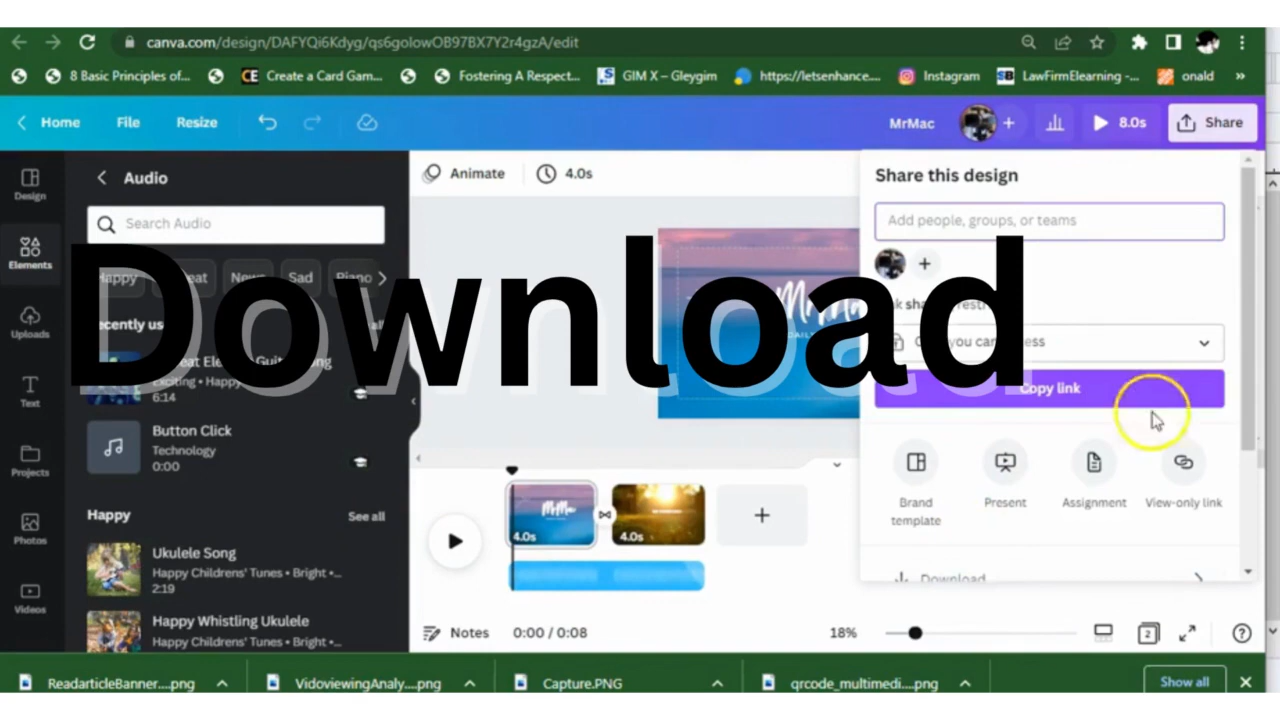 canva.com/design/DAFYQi6Kdyg/qs6golowOB97BX7Y2r4gzA/edit
8 Basic Principles of... CE Create a Card Gam... Fostering A Respect... GIM X – Gleygim https://letsenhance.... Instagram SB LawFirmElearning -... onald »
Home File Resize MrMac 8.0s Share
Design
Elements
Uploads
Text
Projects
Photos
Videos
Audio
Search Audio
Happy News Sad Piano
all
Exciting • Happy
6:14
Button Click
Technology
0:00
Happy See all
Ukulele Song
Happy Childrens' Tunes • Bright •...
2:19
Happy Whistling Ukulele
Happy Childrens' Tunes • Bright •...
Animate 4.0s
Download
Share this design
Add people, groups, or teams
Copy link
Brand template
Present
Assignment
View-only link
Download
4.0s 4.0s
Notes 0:00 / 0:08 18% 2
ReadarticleBanner....png VidoviewingAnaly....png Capture.PNG qrcode_multimedi....png Show all